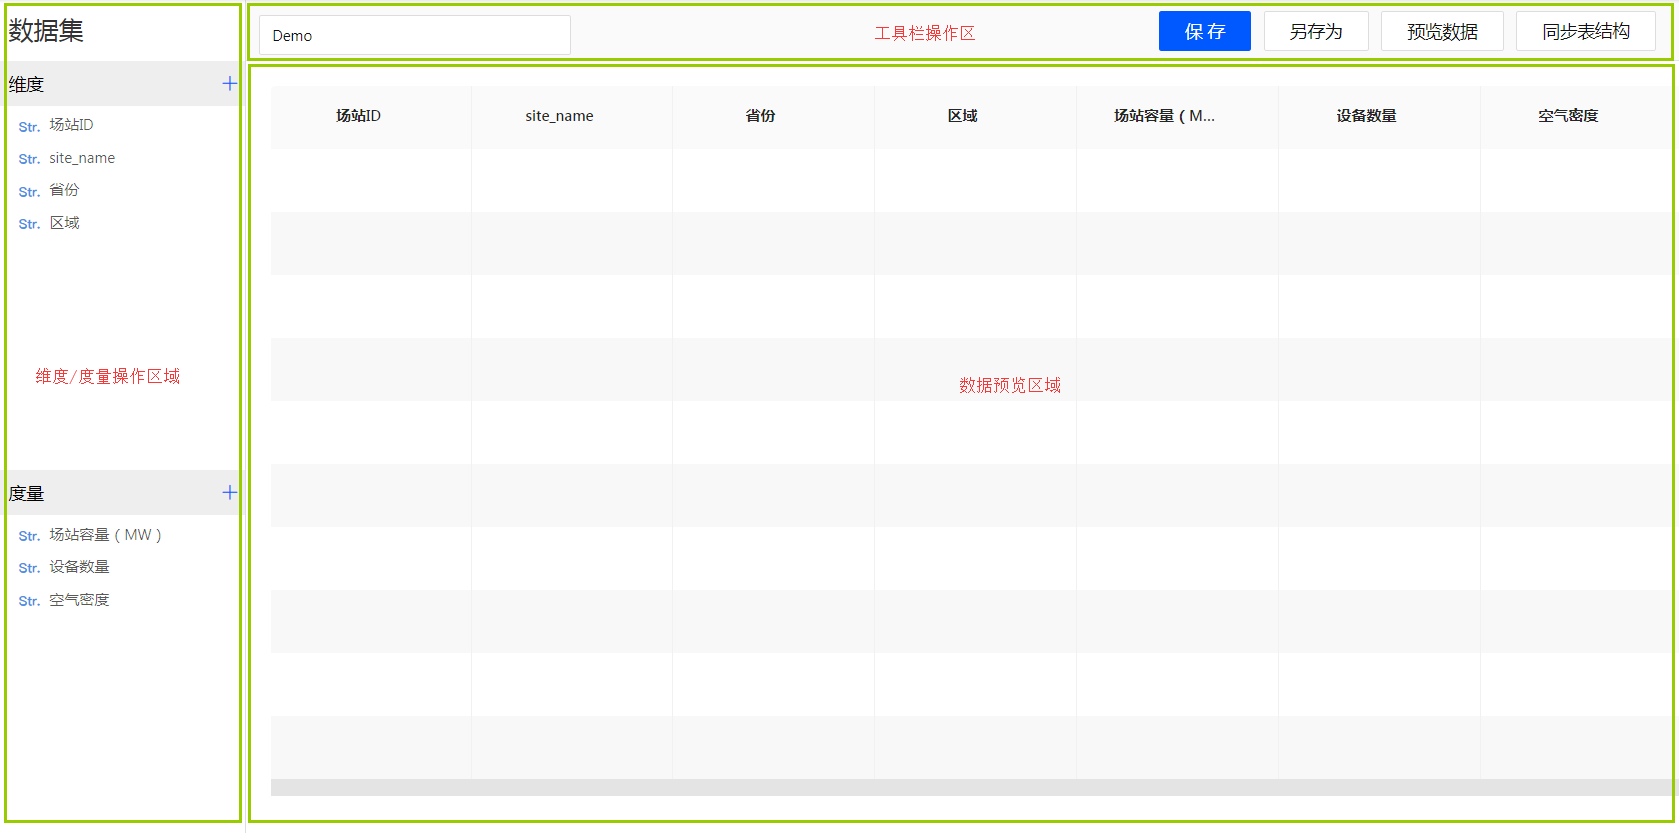 数据集
维度
Str. 场站ID
Str. site_name
Str. 省份
Str. 区域
维度/度量操作区域
度量
Str. 场站容量（MW）
Str. 设备数量
Str. 空气密度
Demo 工具栏操作区 保 存 另存为 预览数据 同步表结构
场站ID site_name 省份 区域 场站容量（M... 设备数量 空气密度
数据预览区域